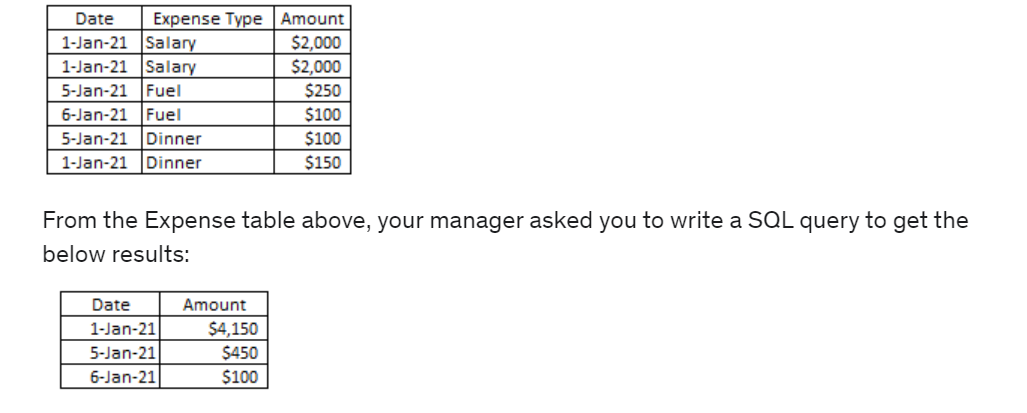 Date Expense Type Amount
1-Jan-21 Salary $2,000
1-Jan-21 Salary $2,000
5-Jan-21 Fuel $250
6-Jan-21 Fuel $100
5-Jan-21 Dinner $100
1-Jan-21 Dinner $150
From the Expense table above, your manager asked you to write a SQL query to get the
below results:
Date Amount
1-Jan-21 $4,150
5-Jan-21 $450
6-Jan-21 $100